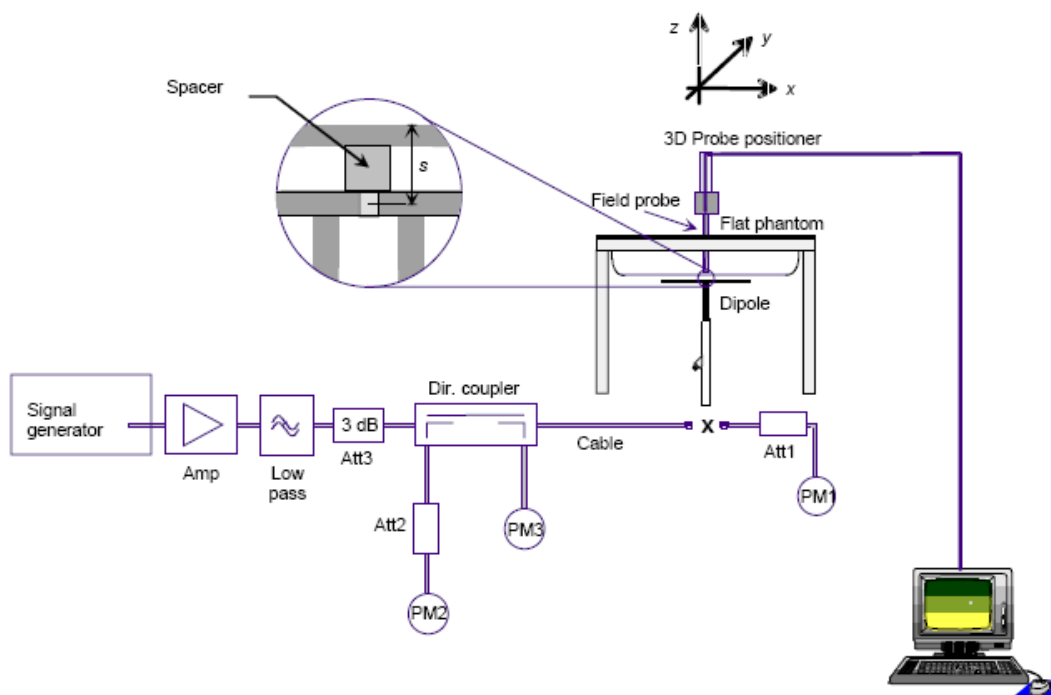 z
y
x
Spacer
s
3D Probe positioner
Field probe
Flat phantom
Dipole
Signal
generator
Amp
Low
pass
3 dB
Att3
Dir. coupler
Cable
X
Att1
PM1
Att2
PM3
PM2